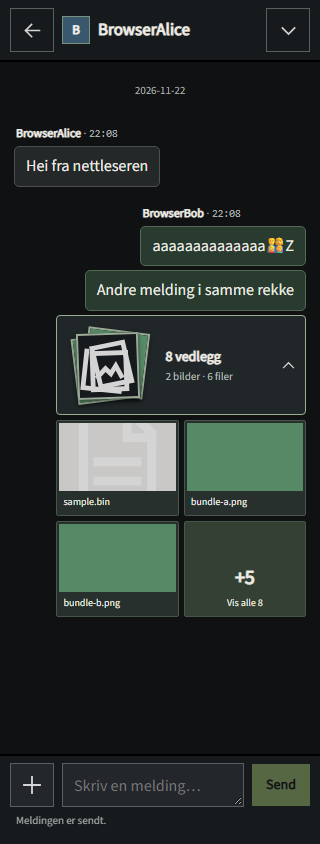 B
BrowserAlice
2026-11-22
BrowserAlice · 22:08
Hei fra nettleseren
BrowserBob · 22:08
aaaaaaaaaaaaaa👫Z
Andre melding i samme rekke
8 vedlegg
2 bilder · 6 filer
sample.bin
bundle-a.png
bundle-b.png
+5
Vis alle 8
Skriv en melding…
Send
Meldingen er sendt.